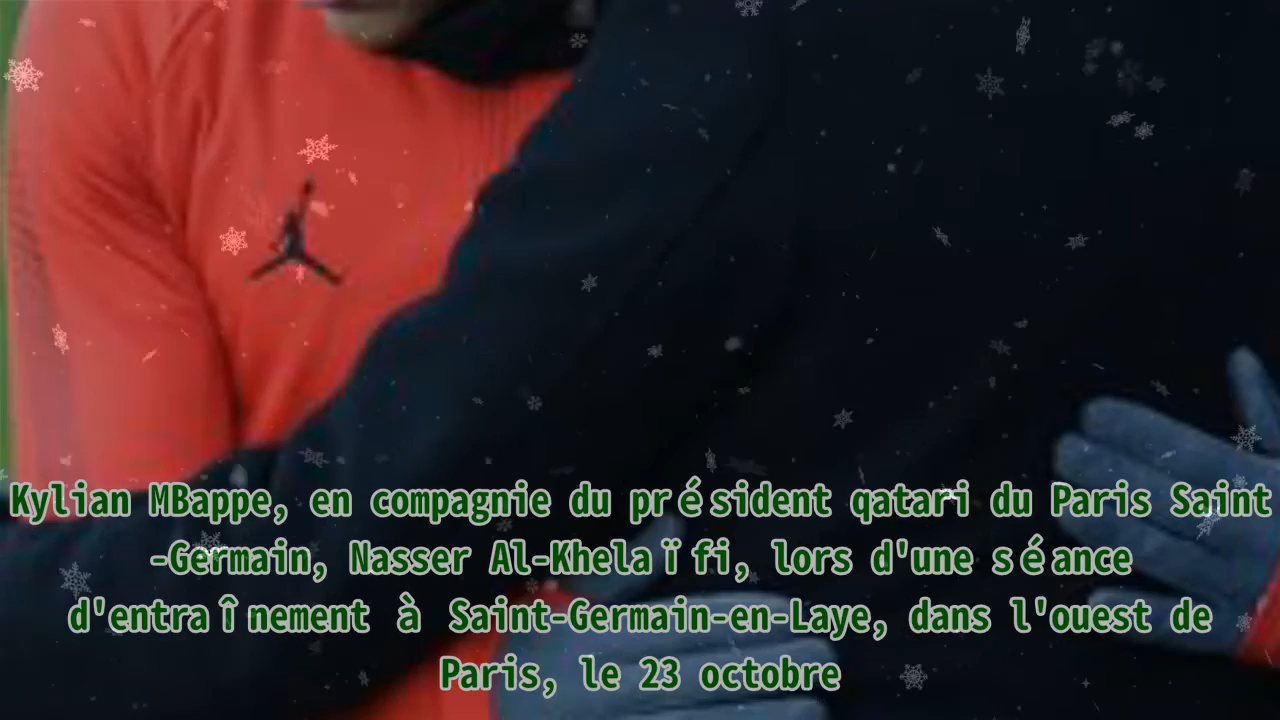 Kylian MBappe, en compagnie du président qatari du Paris Saint
-Germain, Nasser Al-Khelaïfi, lors d'une séance
d'entraînement à Saint-Germain-en-Laye, dans l'ouest de
Paris, le 23 octobre